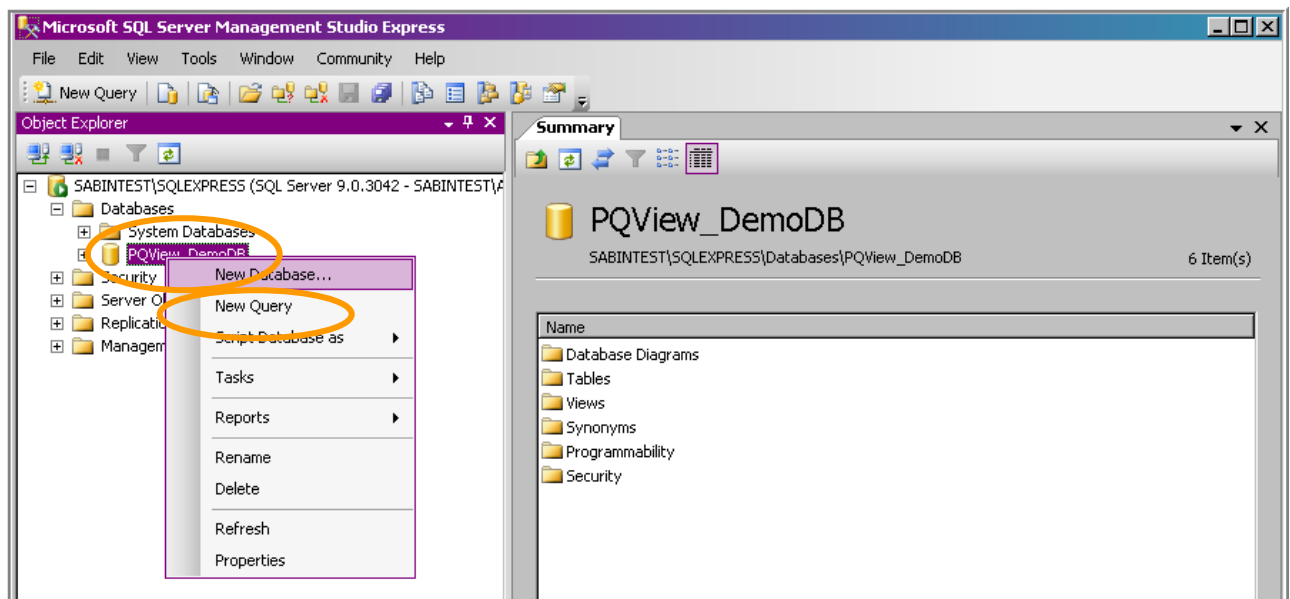 Microsoft SQL Server Management Studio Express
File Edit View Tools Window Community Help
New Query
Object Explorer
SABINTEST\SQLEXPRESS (SQL Server 9.0.3042 - SABINTEST\A
Databases
System Databases
PQView_DemoDB
Security
Server O
Replicatio
Managem
New Database...
New Query
Script Database as
Tasks
Reports
Rename
Delete
Refresh
Properties
Summary
PQView_DemoDB
SABINTEST\SQLEXPRESS\Databases\PQView_DemoDB 6 Item(s)
Name
Database Diagrams
Tables
Views
Synonyms
Programmability
Security